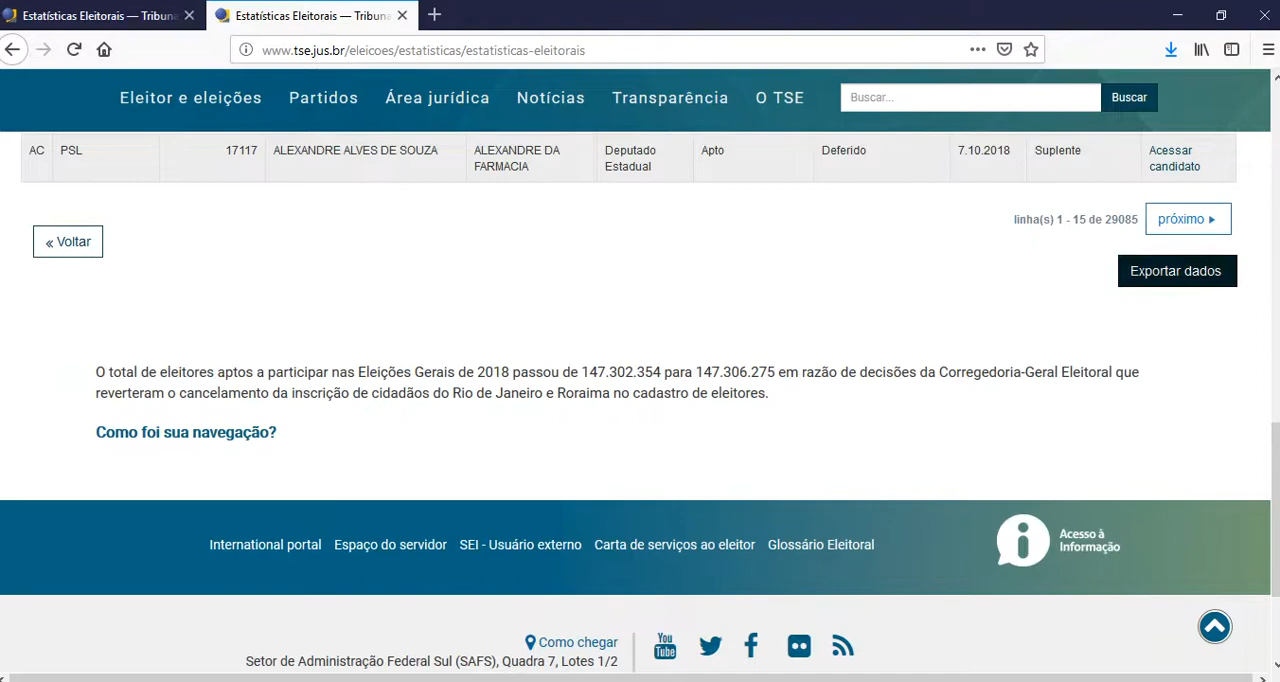 Estatísticas Eleitorais — Tribuna
Estatísticas Eleitorais — Tribuna
www.tse.jus.br/eleicoes/estatisticas/estatisticas-eleitorais
Eleitor e eleições Partidos Área jurídica Notícias Transparência O TSE Buscar... Buscar
AC PSL 17117 ALEXANDRE ALVES DE SOUZA ALEXANDRE DA Deputado Apto Deferido 7.10.2018 Suplente Acessar
FARMACIA Estadual candidato
linha(s) 1 - 15 de 29085 próximo
« Voltar
Exportar dados
O total de eleitores aptos a participar nas Eleições Gerais de 2018 passou de 147.302.354 para 147.306.275 em razão de decisões da Corregedoria-Geral Eleitoral que
reverteram o cancelamento da inscrição de cidadãos do Rio de Janeiro e Roraima no cadastro de eleitores.
Como foi sua navegação?
International portal Espaço do servidor SEI - Usuário externo Carta de serviços ao eleitor Glossário Eleitoral
Acesso à
Informação
Como chegar
Setor de Administração Federal Sul (SAFS), Quadra 7, Lotes 1/2
You
Tube